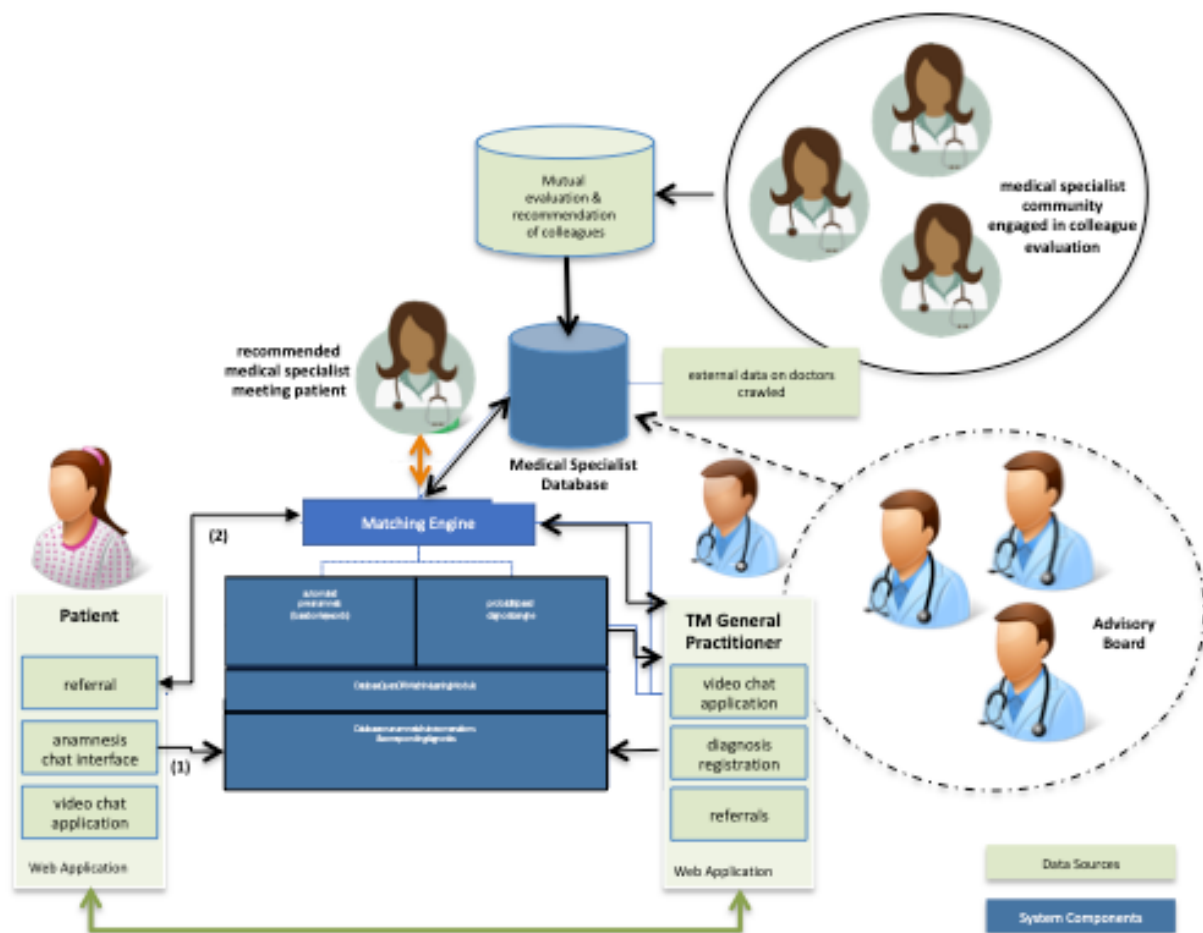 Mutual
evaluation &
recommendation
of colleagues
medical specialist
community
engaged in colleague
evaluation
recommended
medical specialist
meeting patient
external data on doctors
crawled
Medical Specialist
Database
Matching Engine
(2)
Patient
referral
anamnesis
chat interface
(1)
video chat
application
Web Application
TM General
Practitioner
video chat
application
diagnosis
registration
referrals
Web Application
Advisory
Board
Data Sources
System Components